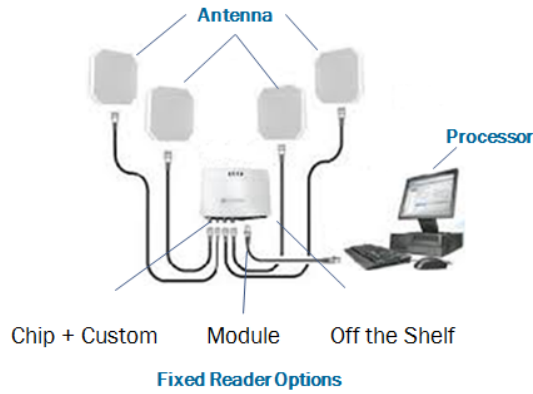 Antenna
Processor
Chip + Custom
Module
Off the Shelf
Fixed Reader Options